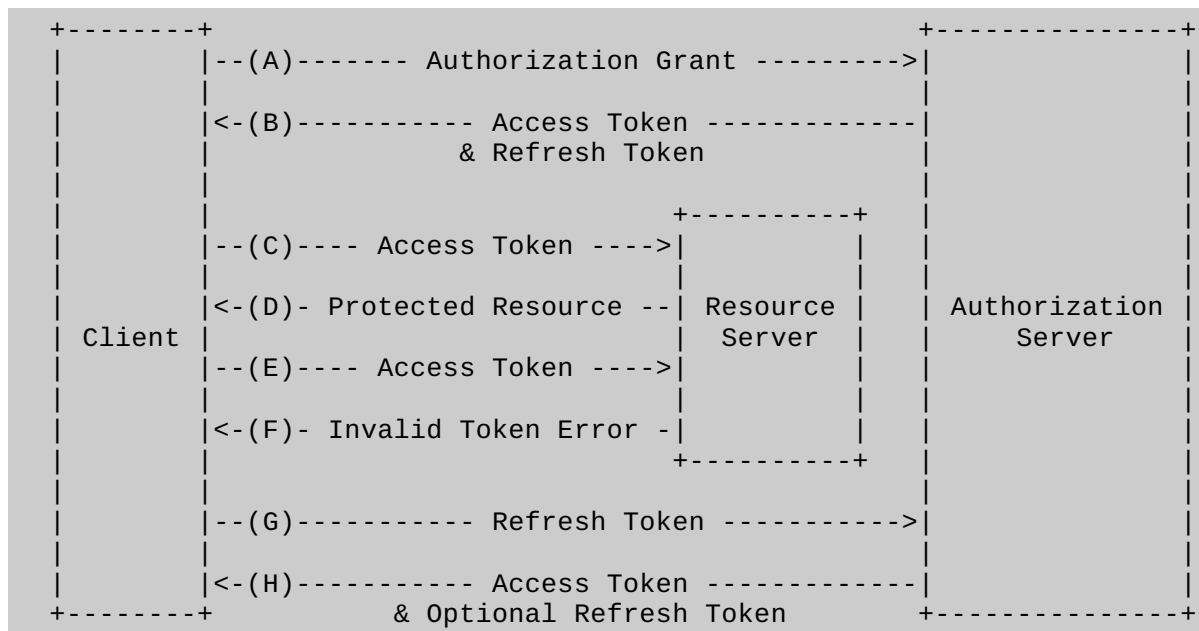 +--------+                                           +---------------+
|        |--(A)------- Authorization Grant --------->|               |
|        |                                           |               |
|        |<-(B)----------- Access Token -------------|               |
|        |               & Refresh Token             |               |
|        |                                           |               |
|        |                            +----------+   |               |
|        |--(C)---- Access Token ---->|          |   |               |
|        |                            |          |   |               |
|        |<-(D)- Protected Resource --| Resource |   | Authorization |
| Client |                            |  Server  |   |     Server    |
|        |--(E)---- Access Token ---->|          |   |               |
|        |                            |          |   |               |
|        |<-(F)- Invalid Token Error -|          |   |               |
|        |                            +----------+   |               |
|        |                                           |               |
|        |--(G)----------- Refresh Token ----------->|               |
|        |                                           |               |
|        |<-(H)----------- Access Token -------------|               |
+--------+           & Optional Refresh Token        +---------------+